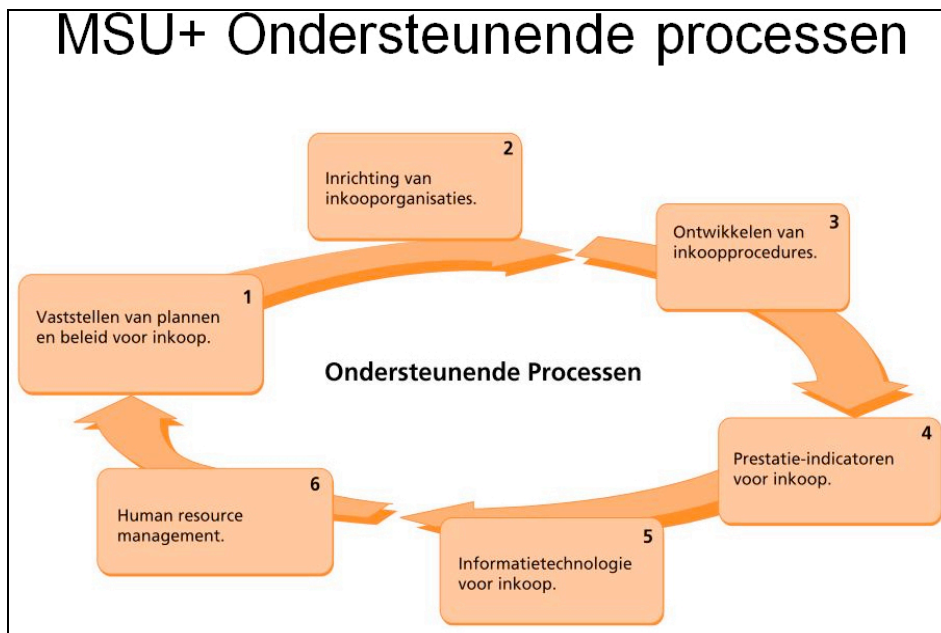 MSU+ Ondersteunende processen
2
Inrichting van
inkooporganisaties.
3
Ontwikkelen van
inkoopprocedures.
1
Vaststellen van plannen
en beleid voor inkoop.
Ondersteunende Processen
4
Prestatie-indicatoren
voor inkoop.
6
Human resource
management.
5
Informatietechnologie
voor inkoop.